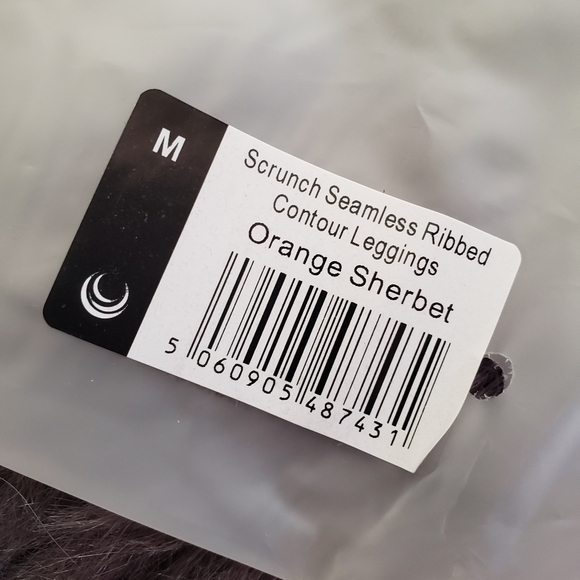 M
Scrunch Seamless Ribbed
Contour Leggings
Orange Sherbet
5 060905 487431